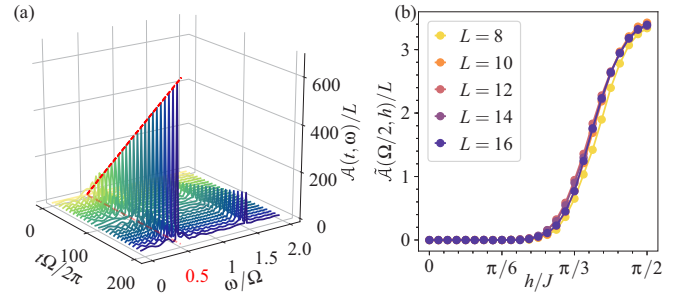 (a)
600
400
200
0
𝒜(t, ω)/L
0
100
200
tΩ/2π
0
0.5
1
1.5
2.0
ω/Ω
(b)
3
2
1
0
Ã(Ω/2, h)/L
L = 8
L = 10
L = 12
L = 14
L = 16
0
π/6
π/3
π/2
h/J